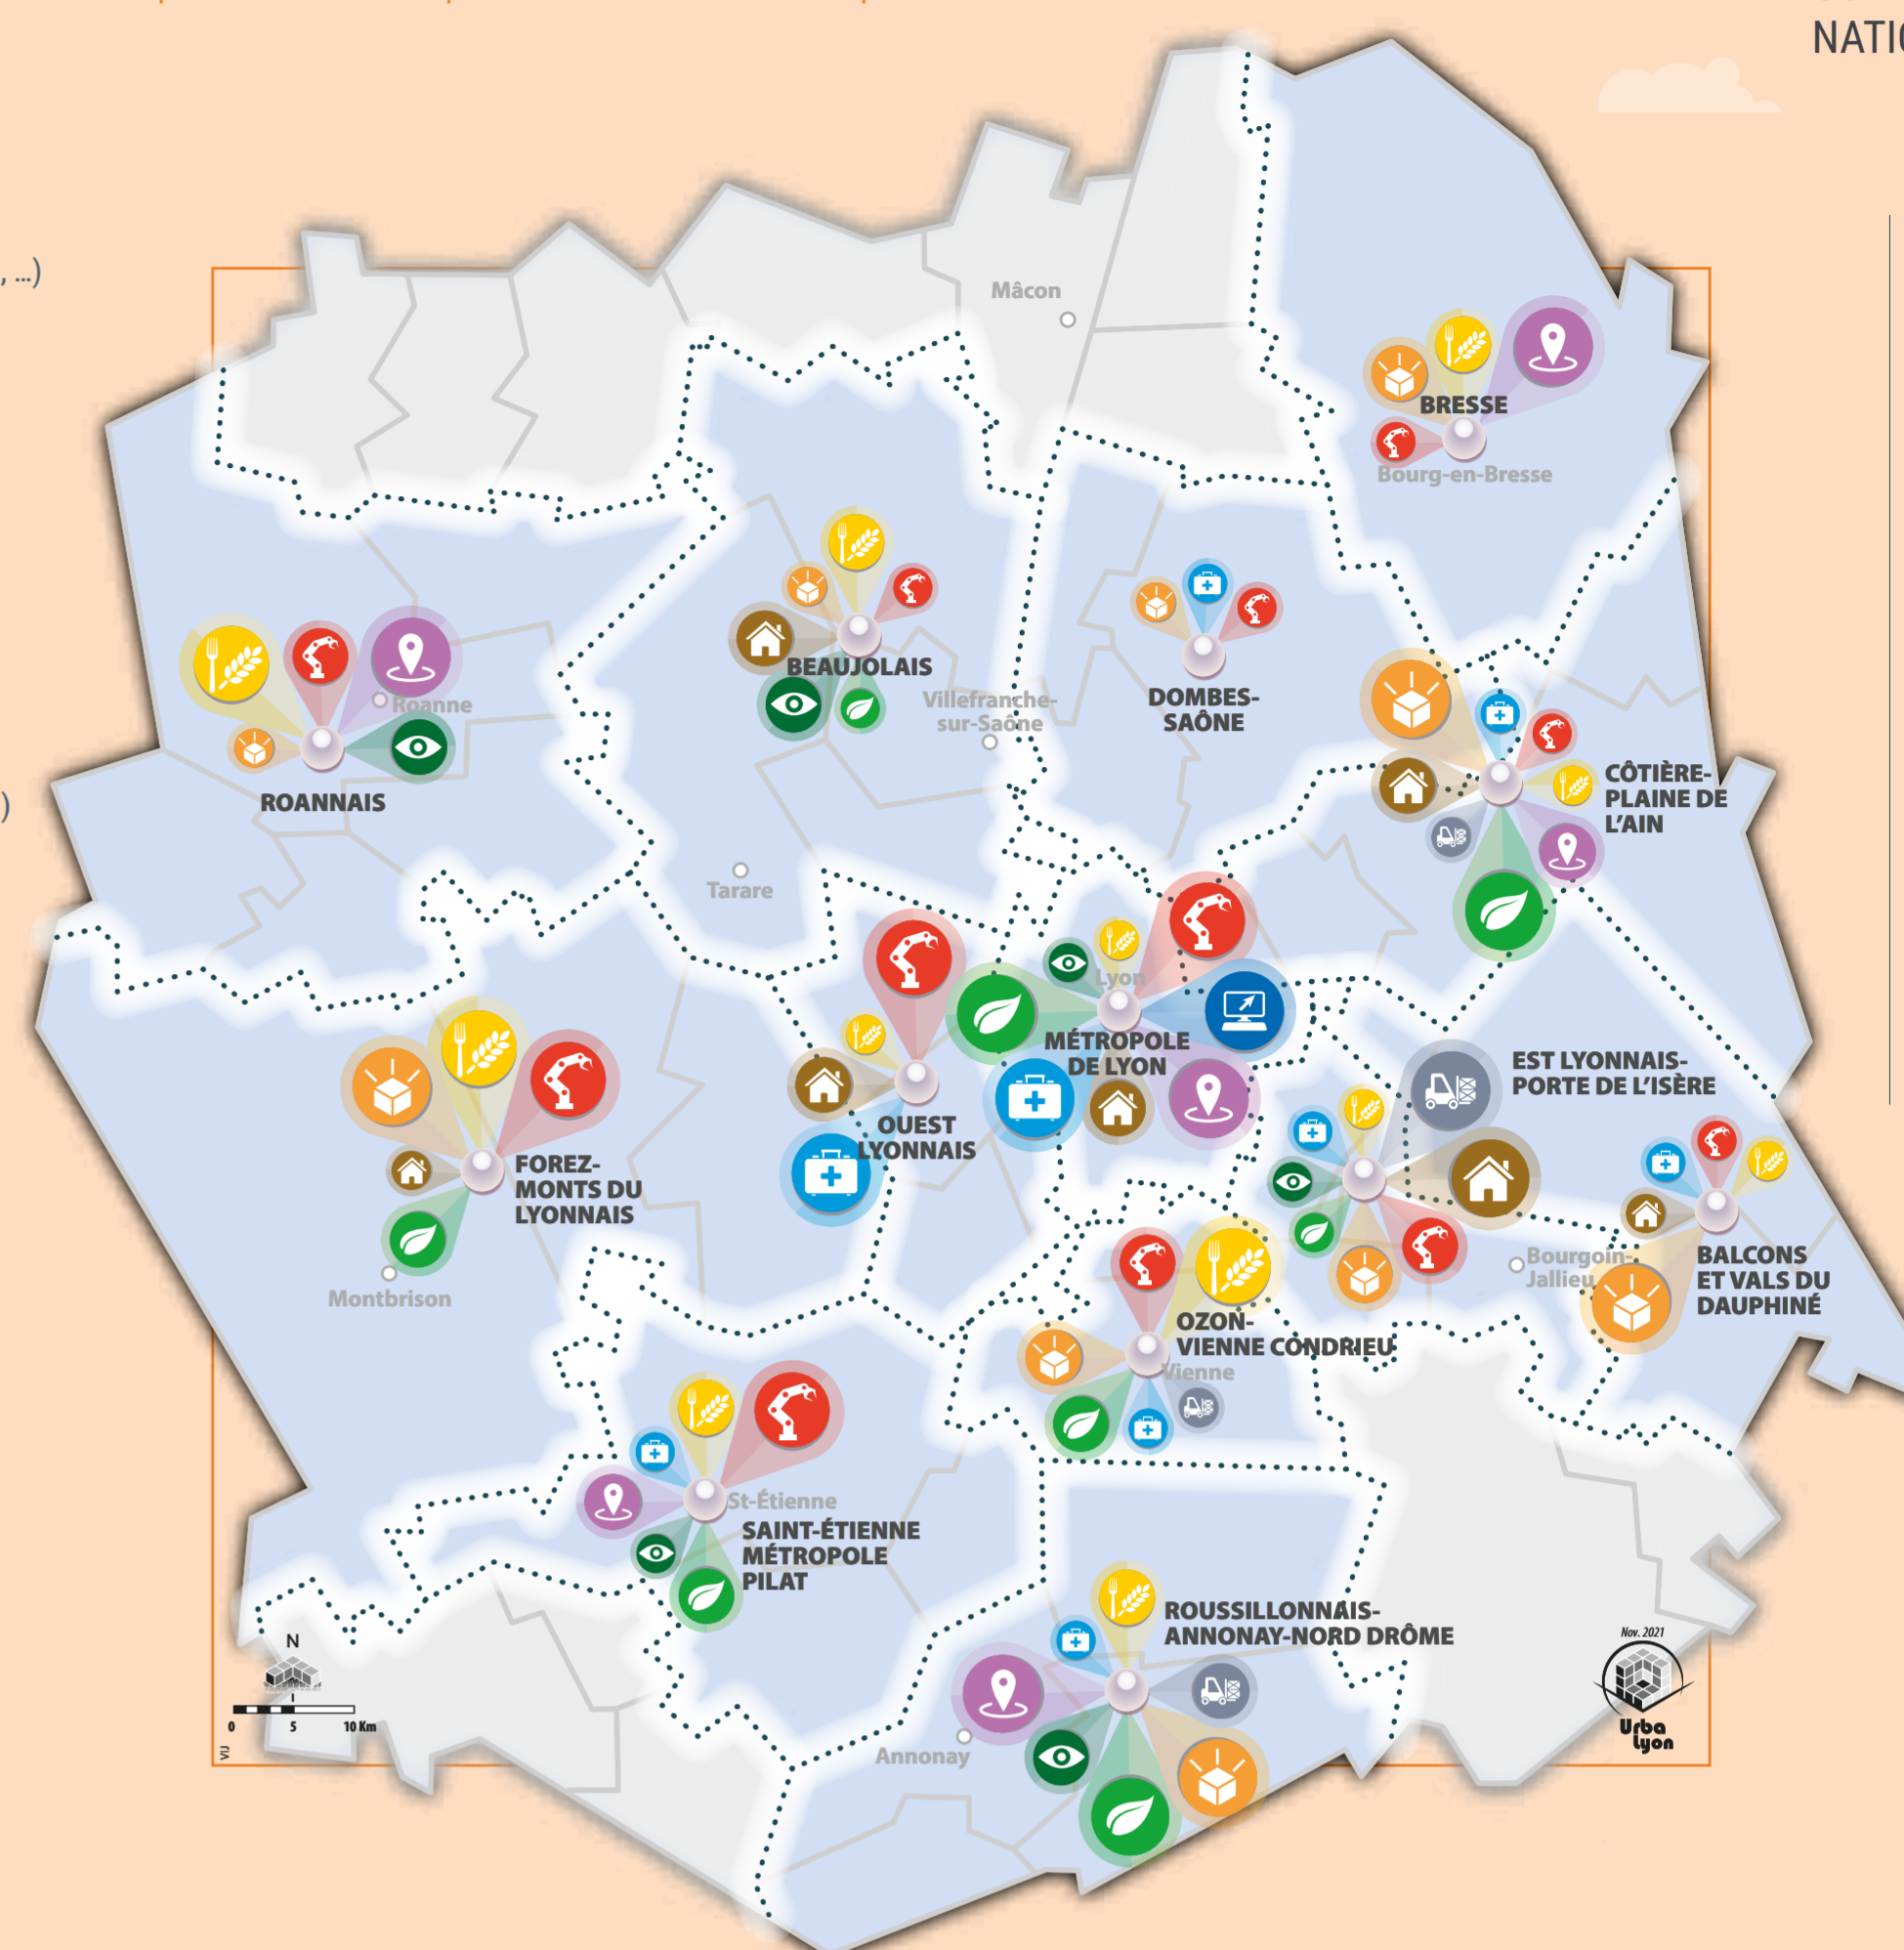 NATIO
, ...)
Mâcon
BRESSE
Bourg-en-Bresse
BEAUJOLAIS
Villefranche-
sur-Saône
DOMBES-
SAÔNE
Roanne
ROANNAIS
CÔTIÈRE-
PLAINE DE
L'AIN
)
Tarare
Lyon
MÉTROPOLE
DE LYON
EST LYONNAIS-
PORTE DE L'ISÈRE
OUEST
LYONNAIS
FOREZ-
MONTS DU
LYONNAIS
Montbrison
Bourgoin-
Jallieu
BALCONS
ET VALS DU
DAUPHINÉ
OZON-
VIENNE CONDRIEU
Vienne
St-Étienne
SAINT-ÉTIENNE
MÉTROPOLE
PILAT
ROUSSILLONNAIS-
ANNONAY-NORD DRÔME
Annonay
N
0 5 10 Km
VU
Nov. 2021
Urba
Lyon